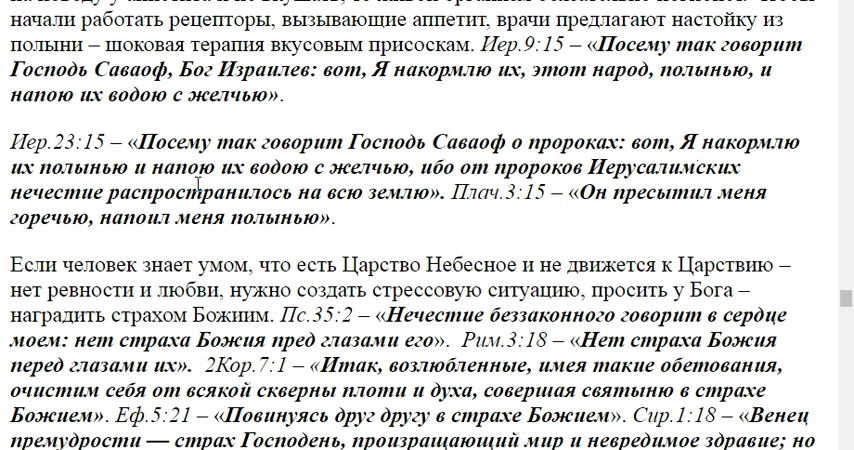 начали работать рецепторы, вызывающие аппетит, врачи предлагают настойку из
полыни – шоковая терапия вкусовым присоскам. Иер.9:15 – «Посему так говорит
Господь Саваоф, Бог Израилев: вот, Я накормлю их, этот народ, полынью, и
напою их водою с желчью».
Иер.23:15 – «Посему так говорит Господь Саваоф о пророках: вот, Я накормлю
их полынью и напою их водою с желчью, ибо от пророков Иерусалимских
нечестие распространилось на всю землю». Плач.3:15 – «Он пресытил меня
горечью, напоил меня полынью».
Если человек знает умом, что есть Царство Небесное и не движется к Царствию –
нет ревности и любви, нужно создать стрессовую ситуацию, просить у Бога –
наградить страхом Божиим. Пс.35:2 – «Нечестие беззаконного говорит в сердце
моем: нет страха Божия пред глазами его». Рим.3:18 – «Нет страха Божия
перед глазами их». 2Кор.7:1 – «Итак, возлюбленные, имея такие обетования,
очистим себя от всякой скверны плоти и духа, совершая святыню в страхе
Божием». Еф.5:21 – «Повинуясь друг другу в страхе Божием». Сир.1:18 – «Венец
премудрости — страх Господень, произращающий мир и невредимое здравие; но